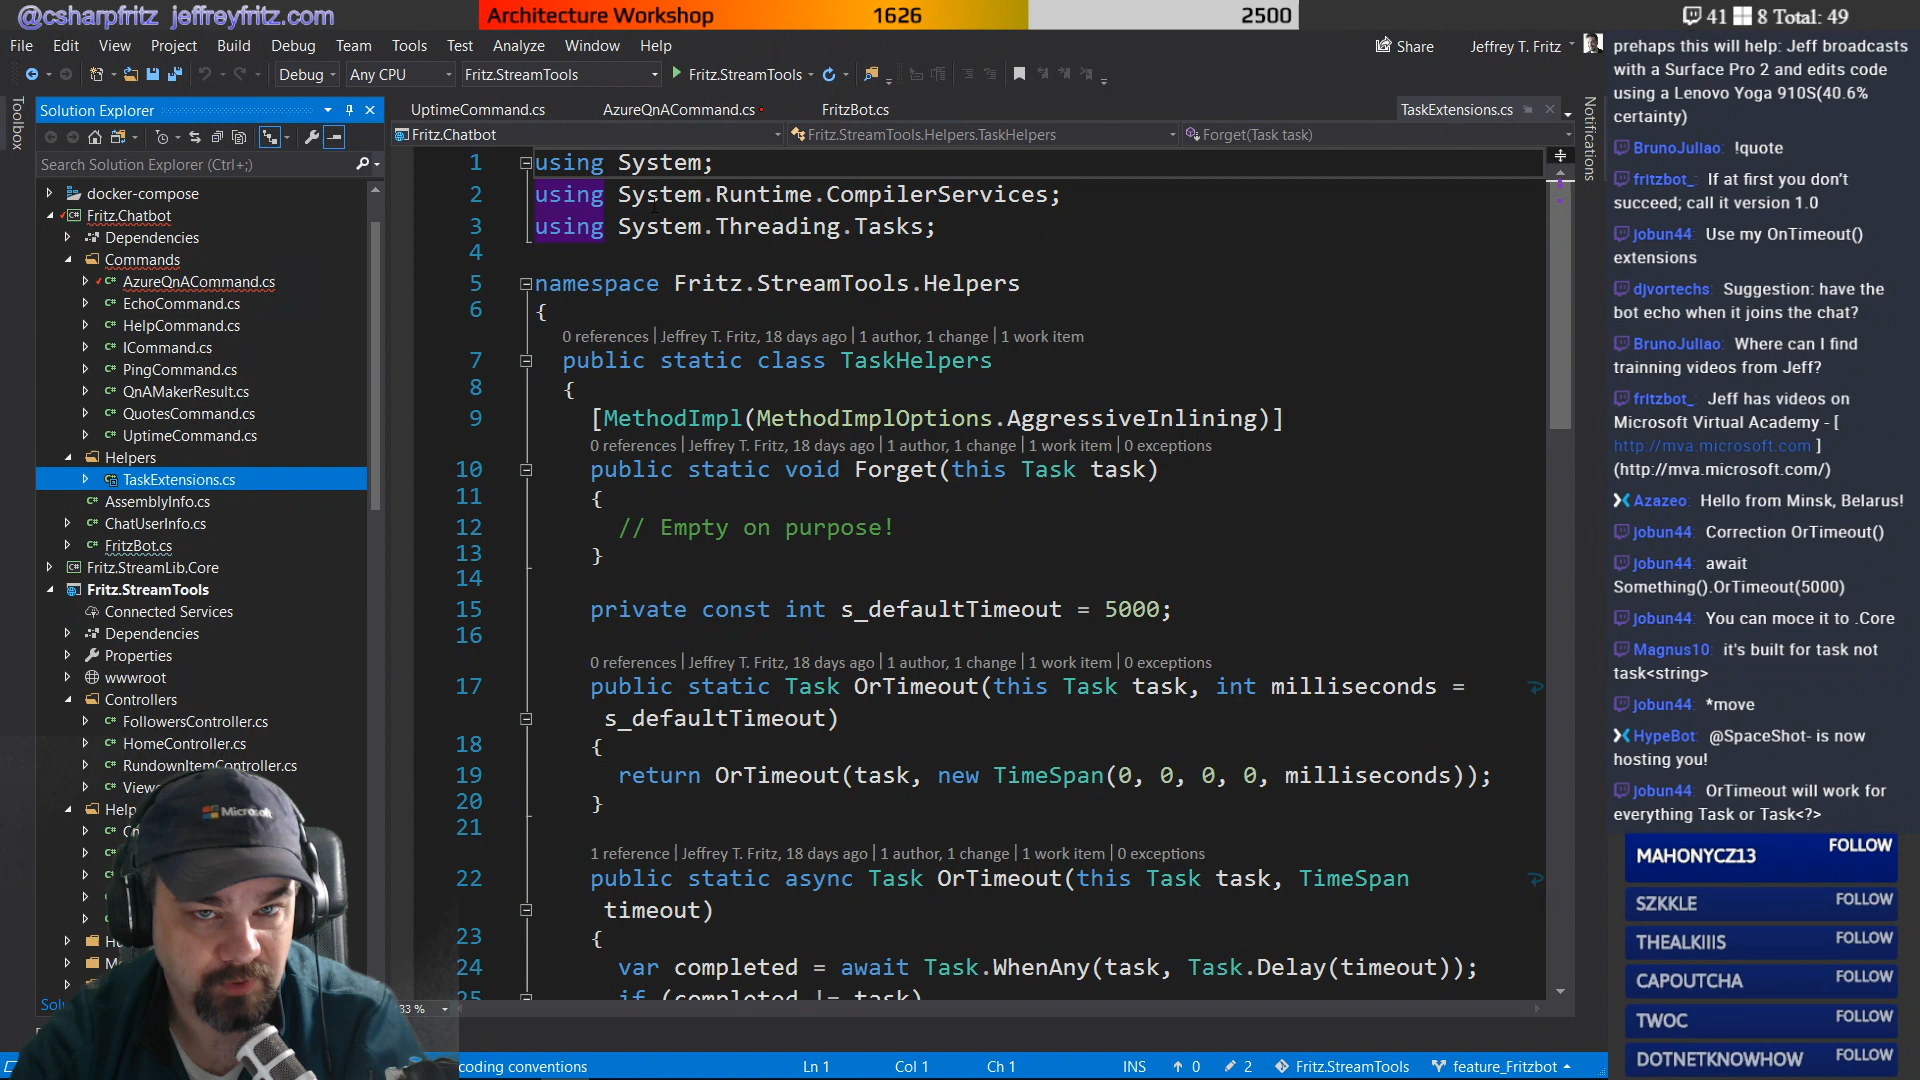 @csharpfritz jeffreyfritz.com
Architecture Workshop 1626 2500
41 8 Total: 49
File Edit View Project Build Debug Team Tools Test Analyze Window Help
Share Jeffrey T. Fritz
Debug Any CPU Fritz.StreamTools Fritz.StreamTools
Toolbox
Solution Explorer
Search Solution Explorer (Ctrl+;)
docker-compose
Fritz.Chatbot
Dependencies
Commands
AzureQnACommand.cs
EchoCommand.cs
HelpCommand.cs
ICommand.cs
PingCommand.cs
QnAMakerResult.cs
QuotesCommand.cs
UptimeCommand.cs
Helpers
TaskExtensions.cs
AssemblyInfo.cs
ChatUserInfo.cs
FritzBot.cs
Fritz.StreamLib.Core
Fritz.StreamTools
Connected Services
Dependencies
Properties
wwwroot
Controllers
FollowersController.cs
HomeController.cs
RundownItemController.cs
View
Help
Microsoft
UptimeCommand.cs AzureQnACommand.cs FritzBot.cs TaskExtensions.cs
Fritz.Chatbot Fritz.StreamTools.Helpers.TaskHelpers Forget(Task task)
1 using System;
2 using System.Runtime.CompilerServices;
3 using System.Threading.Tasks;
4
5 namespace Fritz.StreamTools.Helpers
6 {
0 references | Jeffrey T. Fritz, 18 days ago | 1 author, 1 change | 1 work item
7 public static class TaskHelpers
8 {
9 [MethodImpl(MethodImplOptions.AggressiveInlining)]
0 references | Jeffrey T. Fritz, 18 days ago | 1 author, 1 change | 1 work item | 0 exceptions
10 public static void Forget(this Task task)
11 {
12 // Empty on purpose!
13 }
14
15 private const int s_defaultTimeout = 5000;
16
0 references | Jeffrey T. Fritz, 18 days ago | 1 author, 1 change | 1 work item | 0 exceptions
17 public static Task OrTimeout(this Task task, int milliseconds =
s_defaultTimeout)
18 {
19 return OrTimeout(task, new TimeSpan(0, 0, 0, 0, milliseconds));
20 }
21
1 reference | Jeffrey T. Fritz, 18 days ago | 1 author, 1 change | 1 work item | 0 exceptions
22 public static async Task OrTimeout(this Task task, TimeSpan
timeout)
23 {
24 var completed = await Task.WhenAny(task, Task.Delay(timeout));
25 if (completed != task)
33 %
coding conventions Ln 1 Col 1 Ch 1 INS 0 2 Fritz.StreamTools feature_Fritzbot
Notifications
prehaps this will help: Jeff broadcasts
with a Surface Pro 2 and edits code
using a Lenovo Yoga 910S(40.6%
certainty)
BrunoJuliao: !quote
fritzbot_: If at first you don't
succeed; call it version 1.0
jobun44: Use my OnTimeout()
extensions
djvortechs: Suggestion: have the
bot echo when it joins the chat?
BrunoJuliao: Where can I find
trainning videos from Jeff?
fritzbot_: Jeff has videos on
Microsoft Virtual Academy - [
http://mva.microsoft.com ]
(http://mva.microsoft.com/)
Azazeo: Hello from Minsk, Belarus!
jobun44: Correction OrTimeout()
jobun44: await
Something().OrTimeout(5000)
jobun44: You can moce it to .Core
Magnus10: it's built for task not
task<string>
jobun44: *move
HypeBot: @SpaceShot- is now
hosting you!
jobun44: OrTimeout will work for
everything Task or Task<?>
MAHONYCZ13 FOLLOW
SZKKLE FOLLOW
THEALKIIIS FOLLOW
CAPOUTCHA FOLLOW
TWOC FOLLOW
DOTNETKNOWHOW FOLLOW